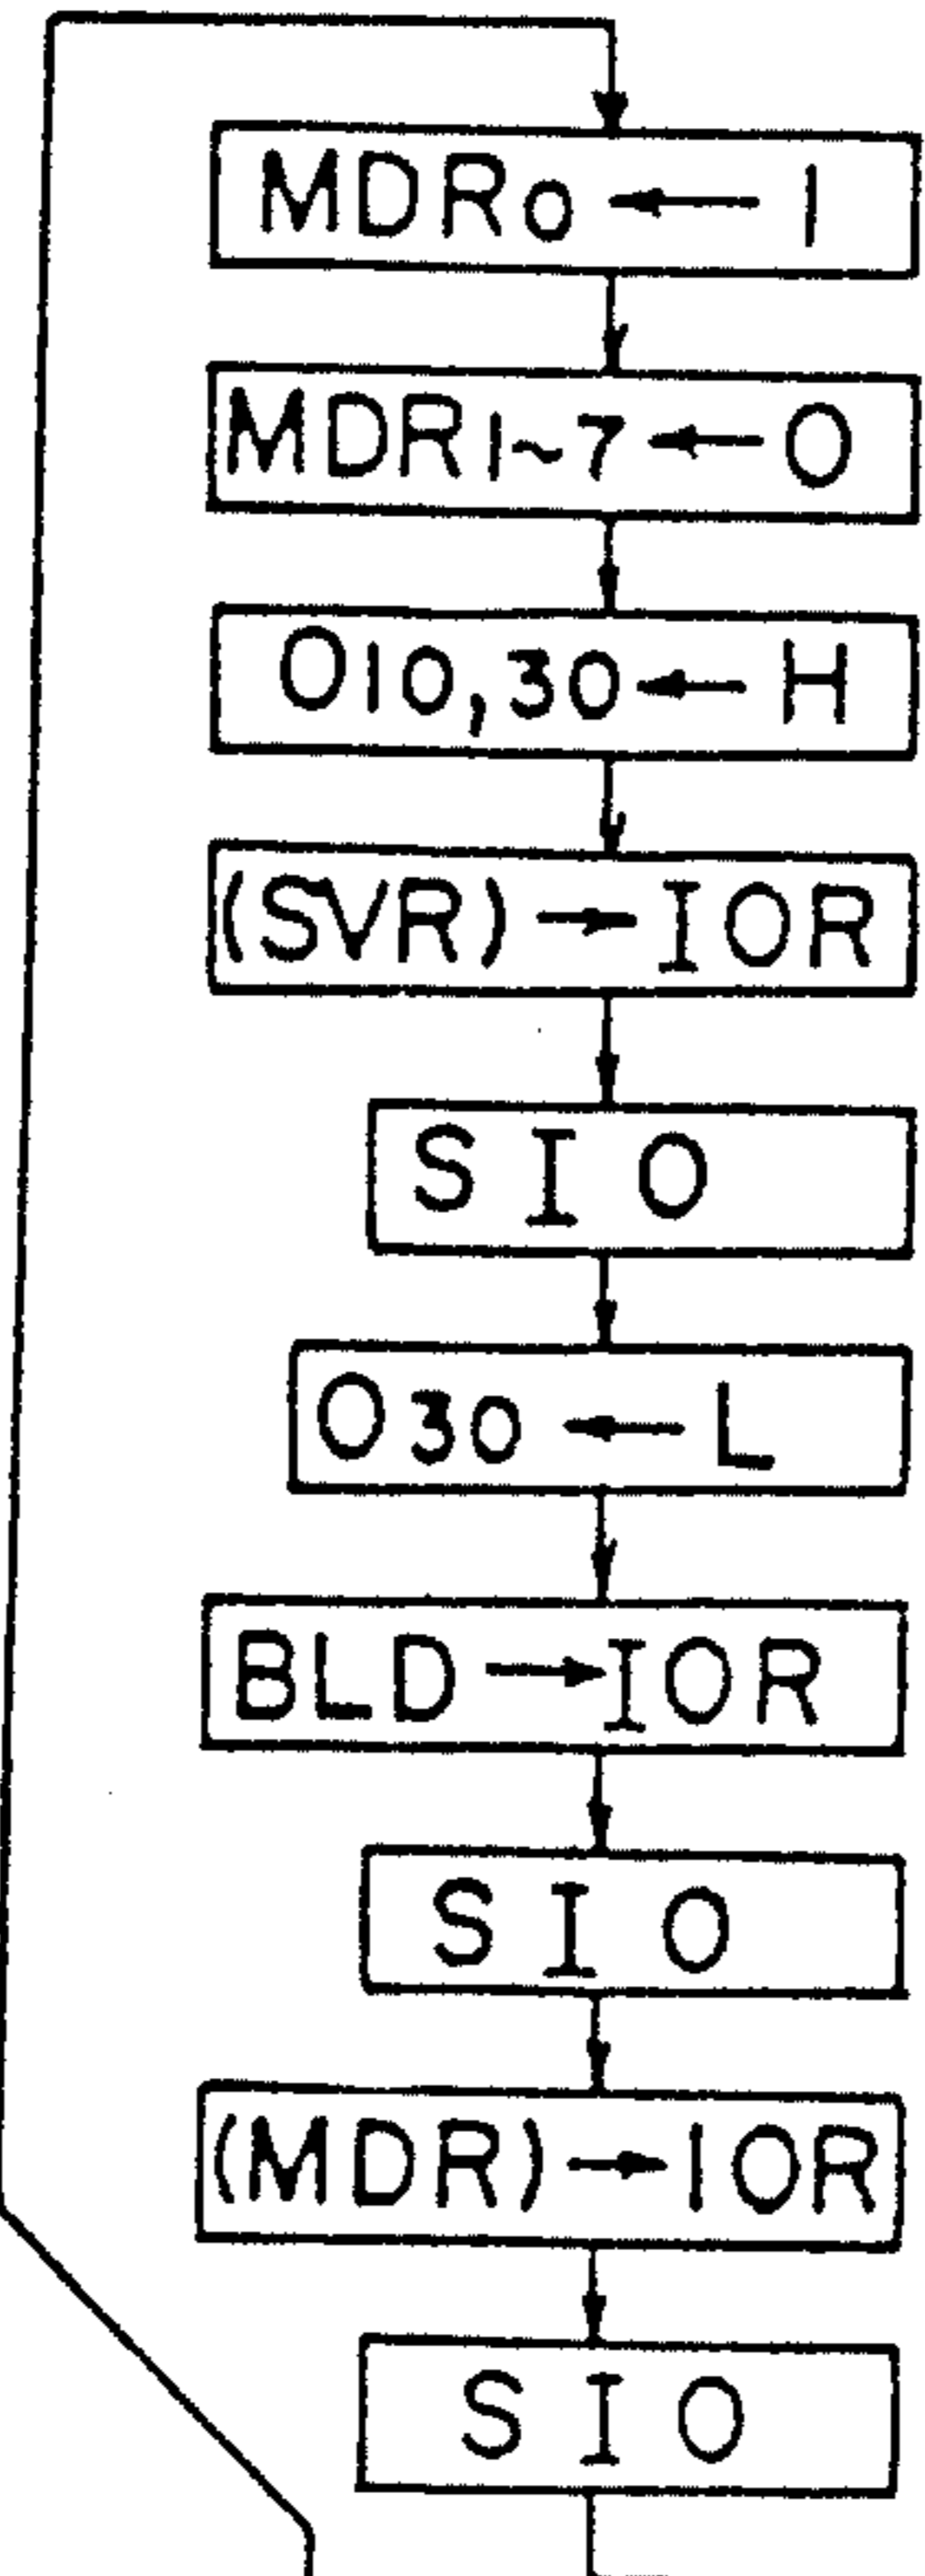 MDR0 ← 1
MDR1~7 ← 0
O10,30 ← H
(SVR) → IOR
SIO
O30 ← L
BLD → IOR
SIO
(MDR) → IOR
SIO